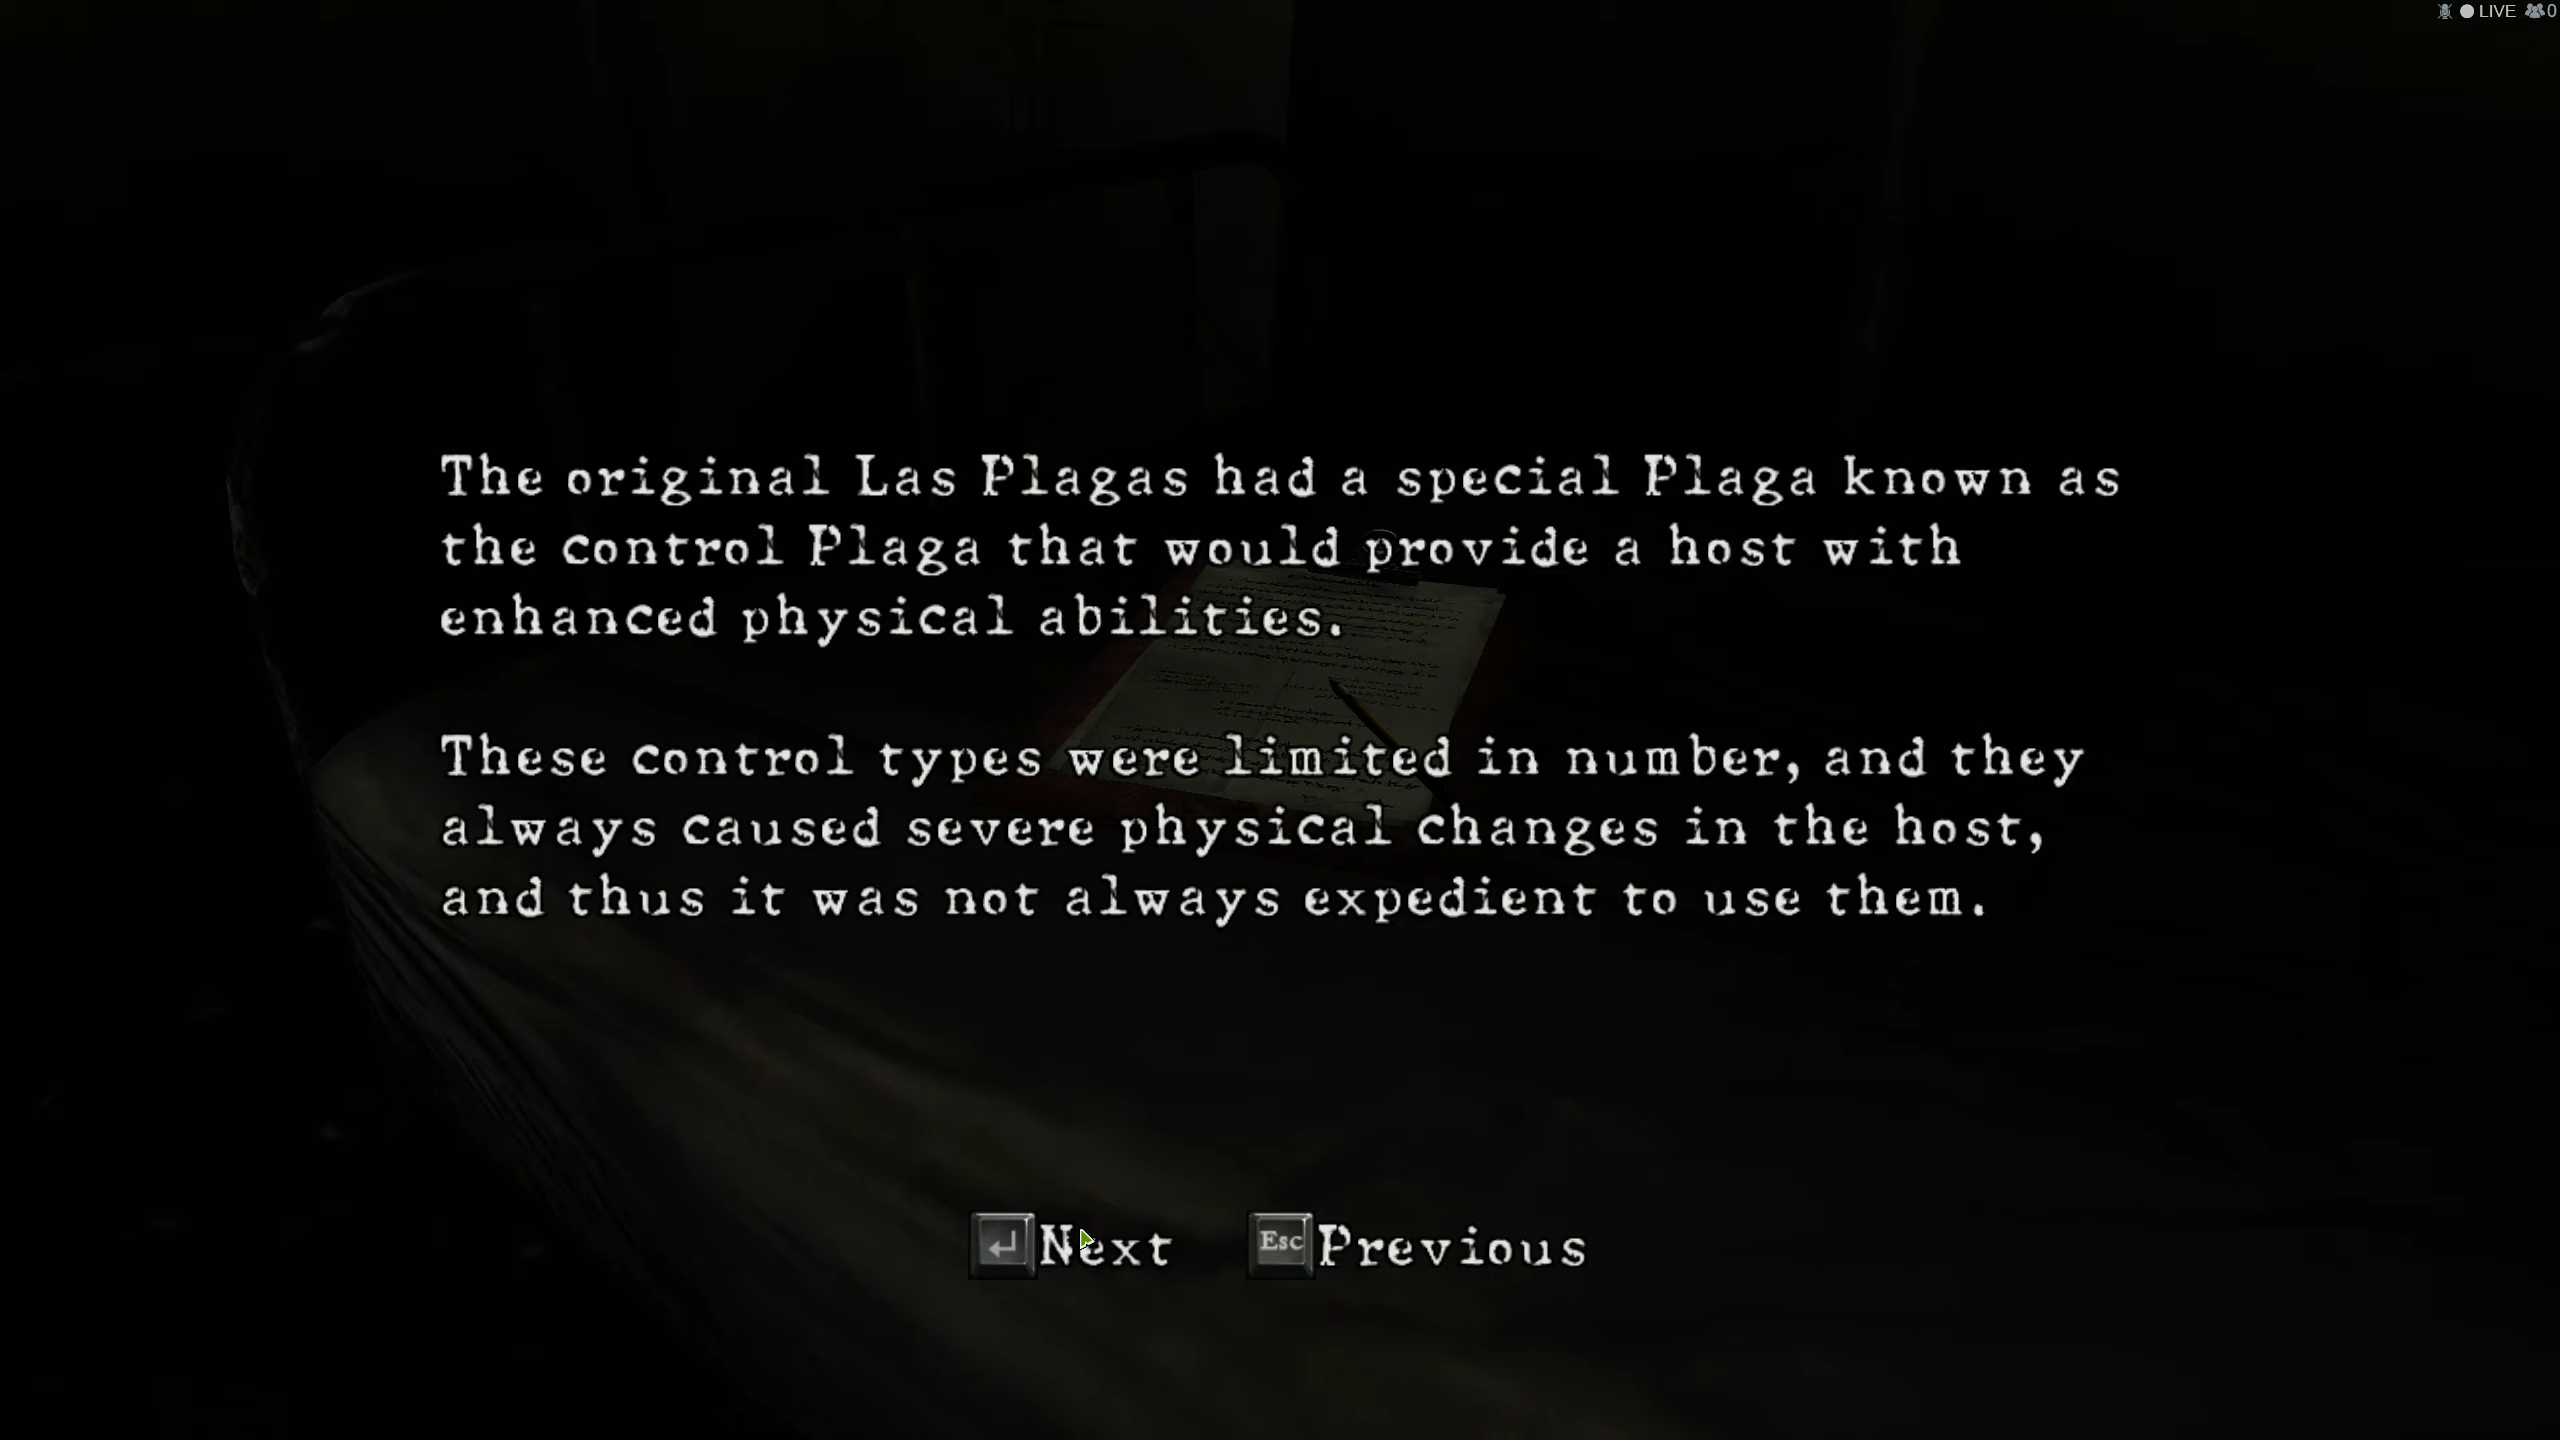 LIVE 0
The original Las Plagas had a special Plaga known as
the control Plaga that would provide a host with
enhanced physical abilities.
These control types were limited in number, and they
always caused severe physical changes in the host,
and thus it was not always expedient to use them.
Next Esc Previous